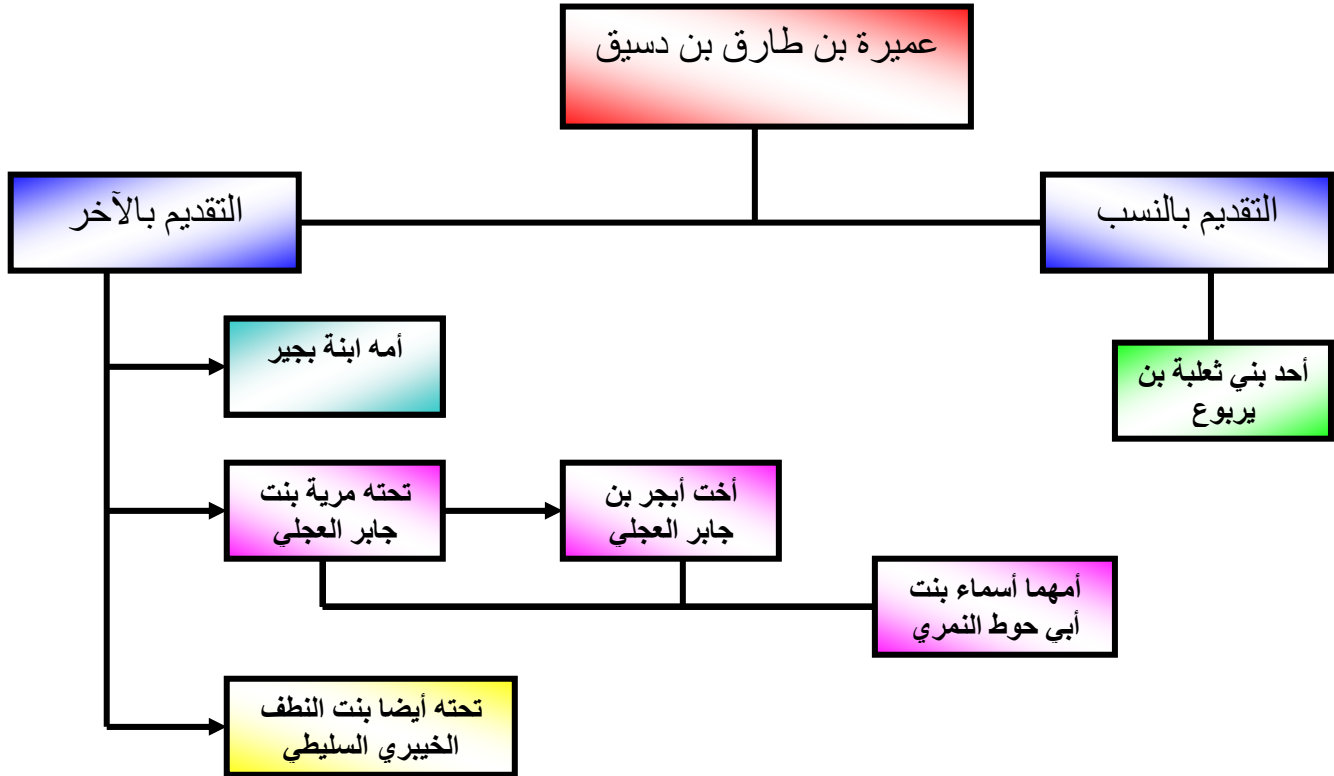 عميرة بن طارق بن دسيق
التقديم بالنسب
التقديم بالآخر
أحد بني ثعلبة بن
يربوع
أمه ابنة بجير
تحته مرية بنت
جابر العجلي
أخت أبجر بن
جابر العجلي
أمهما أسماء بنت
أبي حوط النمري
تحته أيضا بنت النطف
الخيبري السليطي